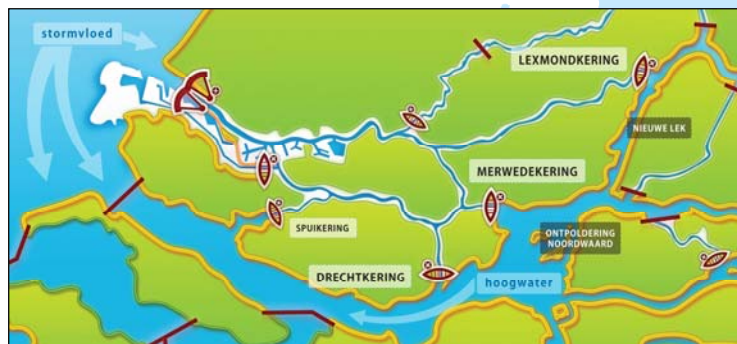 stormvloed
LEXMONDKERING
NIEUWE LEK
MERWEDEKERING
SPUIKERING
ONTPOLDERING
NOORDWAARD
DRECHTKERING
hoogwater